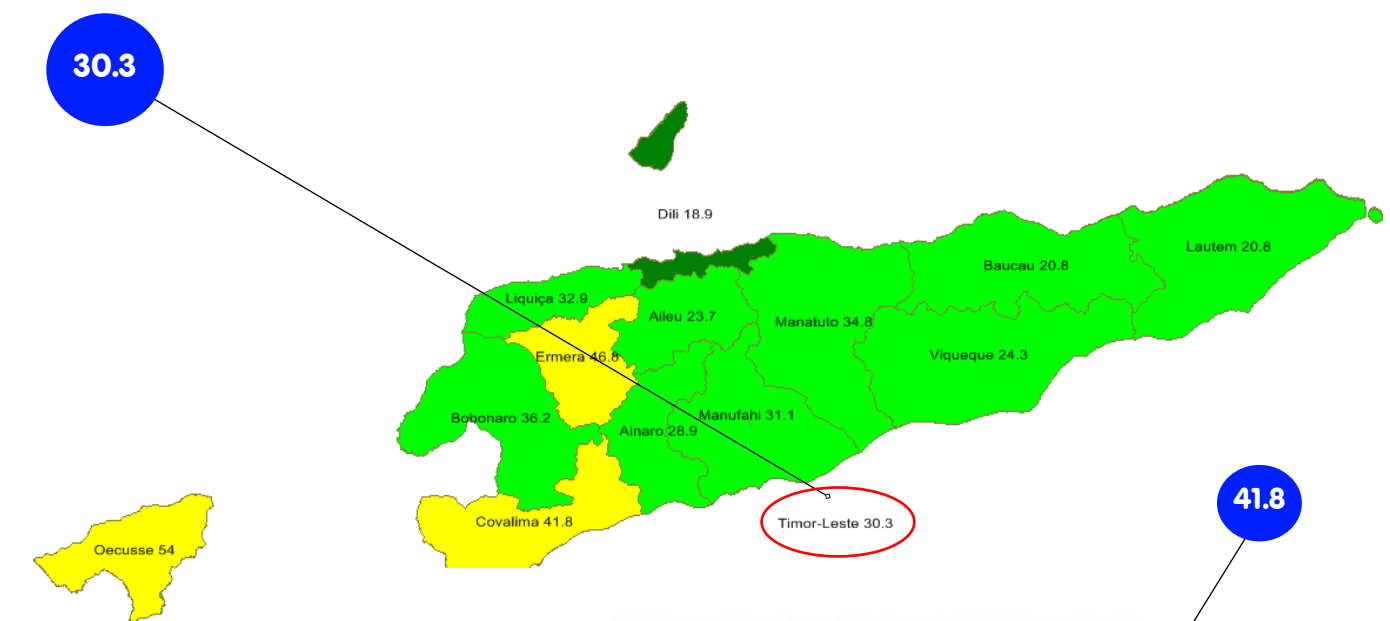 30.3
Dili 18.9
Lautem 20.8
Baucau 20.8
Liquiça 32.9
Aileu 23.7
Manatuto 34.8
Viqueque 24.3
Ermera 46.8
Bobonaro 36.2
Manufahi 31.1
Ainaro 28.9
41.8
Covalima 41.8
Timor-Leste 30.3
Oecusse 54